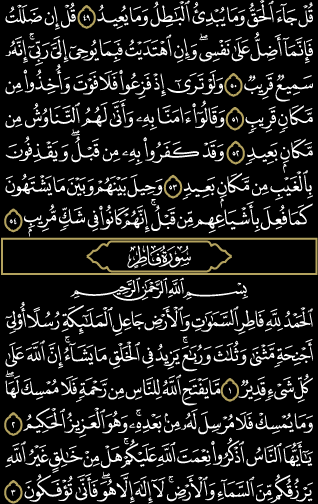 قُلْ جَآءَ ٱلْحَقُّ وَمَا يُبْدِئُ ٱلْبَٰطِلُ وَمَا يُعِيدُ ٤٩ قُلْ إِن ضَلَلْتُ
فَإِنَّمَآ أَضِلُّ عَلَىٰ نَفْسِى وَإِنِ ٱهْتَدَيْتُ فَبِمَا يُوحِىٓ إِلَىَّ رَبِّىٓ إِنَّهُۥ
سَمِيعٌ قَرِيبٌ ٥٠ وَلَوْ تَرَىٰٓ إِذْ فَزِعُوا۟ فَلَا فَوْتَ وَأُخِذُوا۟ مِن
مَّكَانٍ قَرِيبٍ ٥١ وَقَالُوٓا۟ ءَامَنَّا بِهِۦ وَأَنَّىٰ لَهُمُ ٱلتَّنَاوُشُ مِن
مَّكَانٍۭ بَعِيدٍ ٥٢ وَقَدْ كَفَرُوا۟ بِهِۦ مِن قَبْلُ وَيَقْذِفُونَ
بِٱلْغَيْبِ مِن مَّكَانٍۭ بَعِيدٍ ٥٣ وَحِيلَ بَيْنَهُمْ وَبَيْنَ مَا يَشْتَهُونَ
كَمَا فُعِلَ بِأَشْيَاعِهِم مِّن قَبْلُ إِنَّهُمْ كَانُوا۟ فِى شَكٍّ مُّرِيبٍۭ ٥٤
سُورَةُ فَاطِرٍ
بِسْمِ ٱللَّهِ ٱلرَّحْمَٰنِ ٱلرَّحِيمِ
ٱلْحَمْدُ لِلَّهِ فَاطِرِ ٱلسَّمَٰوَٰتِ وَٱلْأَرْضِ جَاعِلِ ٱلْمَلَٰٓئِكَةِ رُسُلًا أُو۟لِىٓ
أَجْنِحَةٍ مَّثْنَىٰ وَثُلَٰثَ وَرُبَٰعَ يَزِيدُ فِى ٱلْخَلْقِ مَا يَشَآءُ إِنَّ ٱللَّهَ عَلَىٰ
كُلِّ شَىْءٍ قَدِيرٌ ١ مَّا يَفْتَحِ ٱللَّهُ لِلنَّاسِ مِن رَّحْمَةٍ فَلَا مُمْسِكَ لَهَا
وَمَا يُمْسِكْ فَلَا مُرْسِلَ لَهُۥ مِنۢ بَعْدِهِۦ وَهُوَ ٱلْعَزِيزُ ٱلْحَكِيمُ ٢
يَٰٓأَيُّهَا ٱلنَّاسُ ٱذْكُرُوا۟ نِعْمَتَ ٱللَّهِ عَلَيْكُمْ هَلْ مِنْ خَٰلِقٍ غَيْرُ ٱللَّهِ
يَرْزُقُكُم مِّنَ ٱلسَّمَآءِ وَٱلْأَرْضِ لَآ إِلَٰهَ إِلَّا هُوَ فَأَنَّىٰ تُؤْفَكُونَ ٣